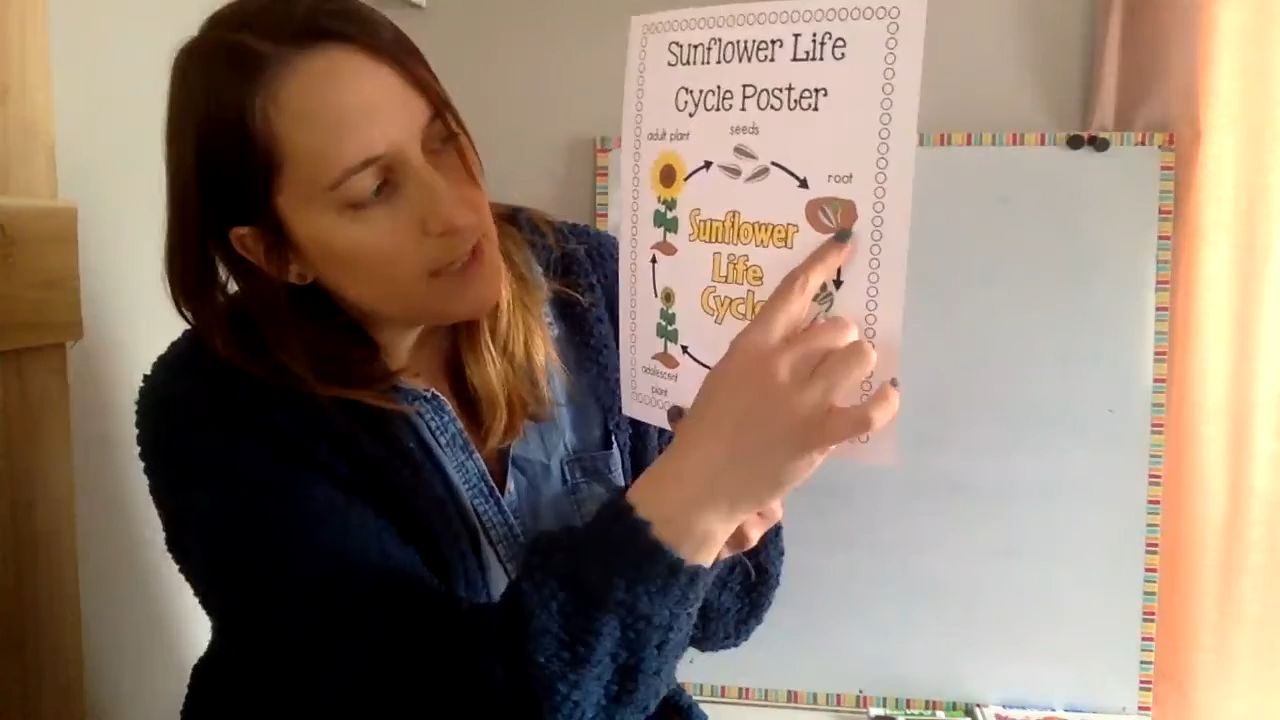 Sunflower Life
Cycle Poster
seeds
adult plant
root
Sunflower
Life
adolescent
plant